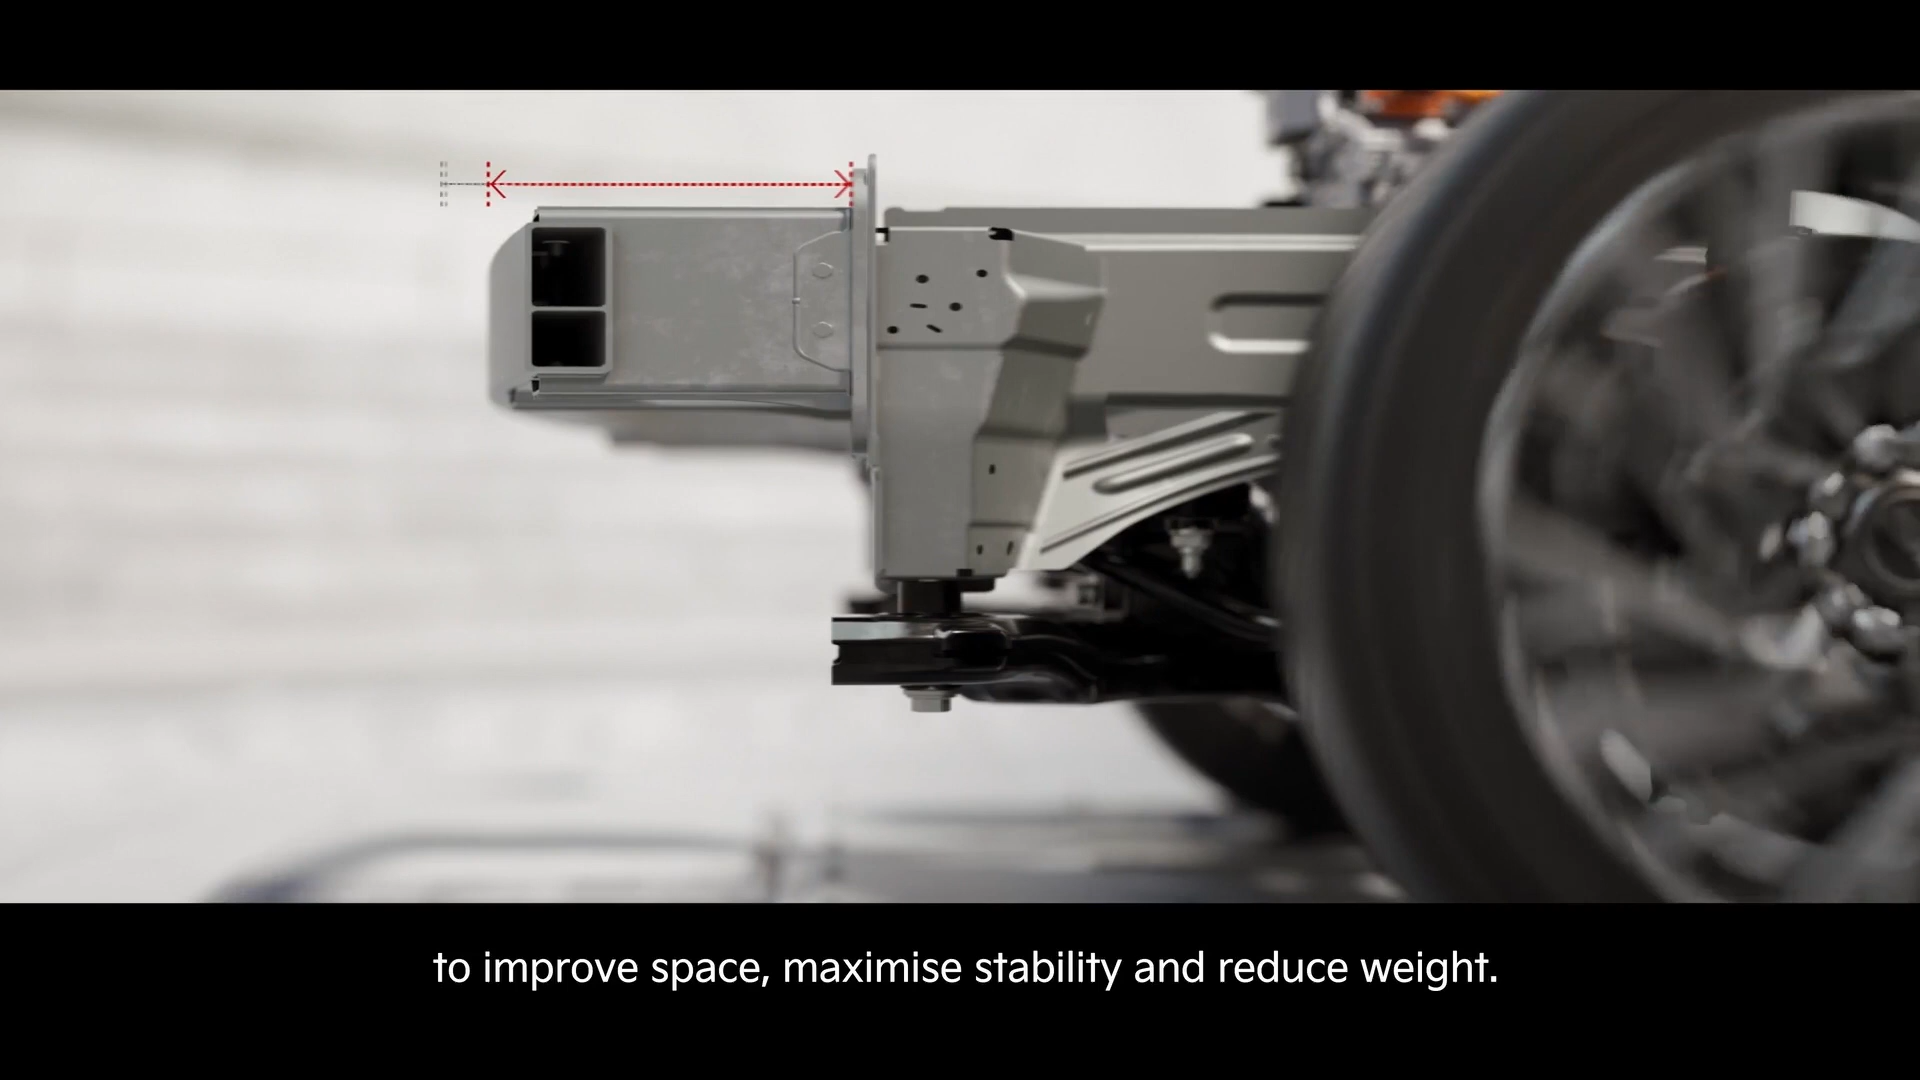 to improve space, maximise stability and reduce weight.